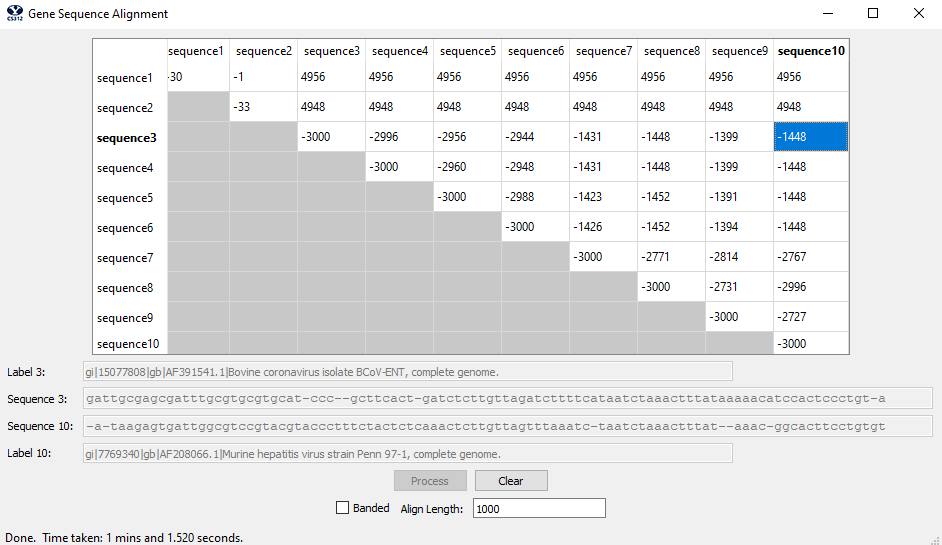 CS312 Gene Sequence Alignment
sequence1 sequence2 sequence3 sequence4 sequence5 sequence6 sequence7 sequence8 sequence9 sequence10
sequence1 -30 -1 4956 4956 4956 4956 4956 4956 4956 4956
sequence2 -33 4948 4948 4948 4948 4948 4948 4948 4948
sequence3 -3000 -2996 -2956 -2944 -1431 -1448 -1399 -1448
sequence4 -3000 -2960 -2948 -1431 -1448 -1399 -1448
sequence5 -3000 -2988 -1423 -1452 -1391 -1448
sequence6 -3000 -1426 -1452 -1394 -1448
sequence7 -3000 -2771 -2814 -2767
sequence8 -3000 -2731 -2996
sequence9 -3000 -2727
sequence10 -3000
Label 3: gi|15077808|gb|AF391541.1|Bovine coronavirus isolate BCoV-ENT, complete genome.
Sequence 3: gattgcgagcgatttgcgtgcgtgcat-ccc--gcttcact-gatctcttgttagatcttttcataatctaaactttataaaaacatccactccctgt-a
Sequence 10: -a-taagagtgattggcgtccgtacgtaccctttctactctcaaactcttgttagtttaaatc-taatctaaactttat--aaac-ggcacttcctgtgt
Label 10: gi|7769340|gb|AF208066.1|Murine hepatitis virus strain Penn 97-1, complete genome.
Process Clear
Banded Align Length: 1000
Done. Time taken: 1 mins and 1.520 seconds.